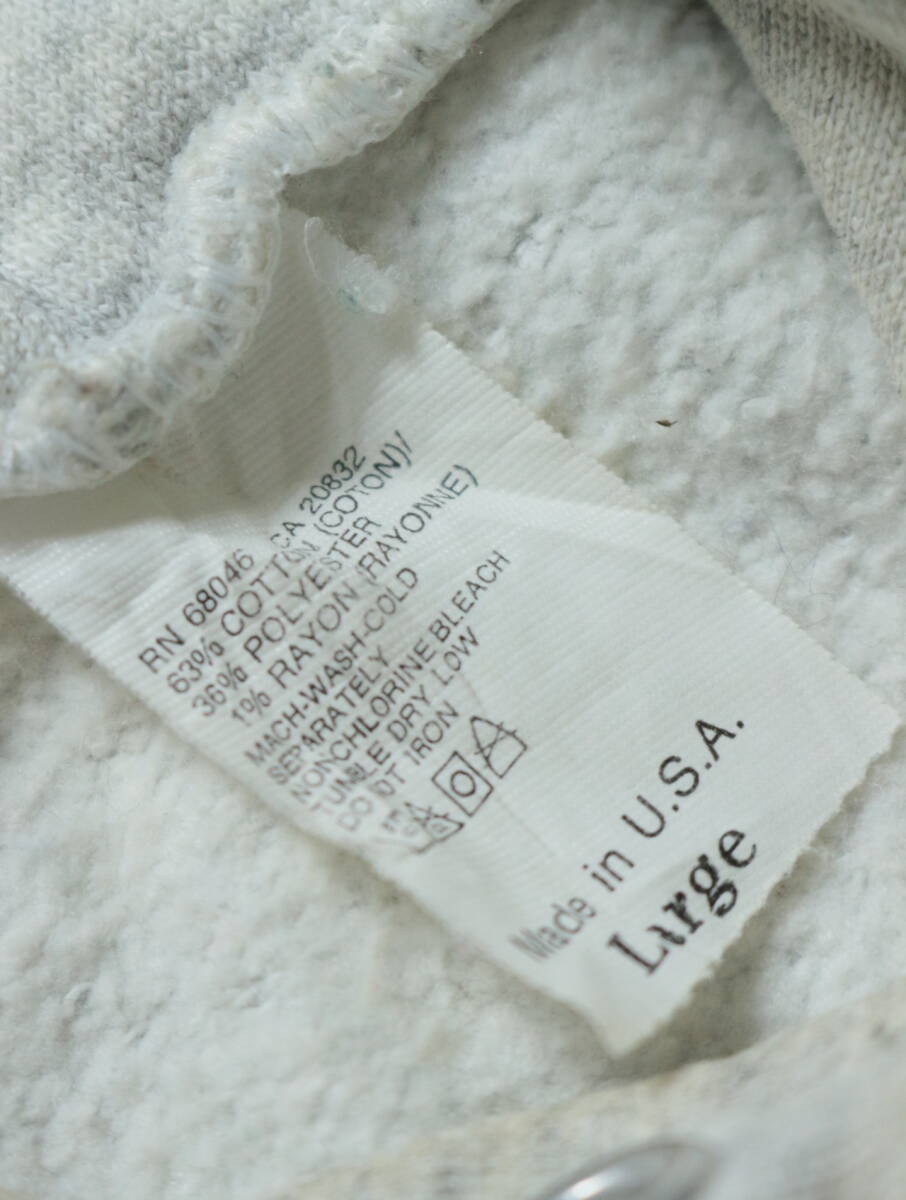 RN 68046 CA 20832
63% COTTON (COTON)/
36% POLYESTER
1% RAYON (RAYONNE)
MACH-WASH-COLD
SEPARATELY
NONCHLORINE BLEACH
TUMBLE DRY LOW
DO NOT IRON
Made in U.S.A.
Large